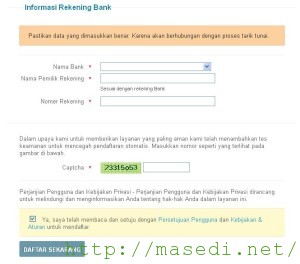 Informasi Rekening Bank
Pastikan data yang dimasukkan benar. Karena akan berhubungan dengan proses tarik tunai.
Nama Bank *
Nama Pemilik Rekening *
Sesuai dengan rekening Bank
Nomer Rekening *
Dalam upaya kami untuk memberikan layanan yang paling aman kami telah menambahkan tes
keamanan untuk mencegah pendaftaran otomatis. Masukkan nomor seperti yang terlihat pada
gambar di bawah.
Captcha * 73315o53
Perjanjian Pengguna dan Kebijakan Privasi - Perjanjian Pengguna dan Kebijakan Privasi dirancang
untuk melindungi dan menginformasikan Anda tentang hak-hak Anda dalam layanan ini.
Ya, saya telah membaca dan setuju dengan Persetujuan Pengguna dan Kebijakan &
Aturan untuk mendaftar
DAFTAR SEKARANG
http://masedi.net/